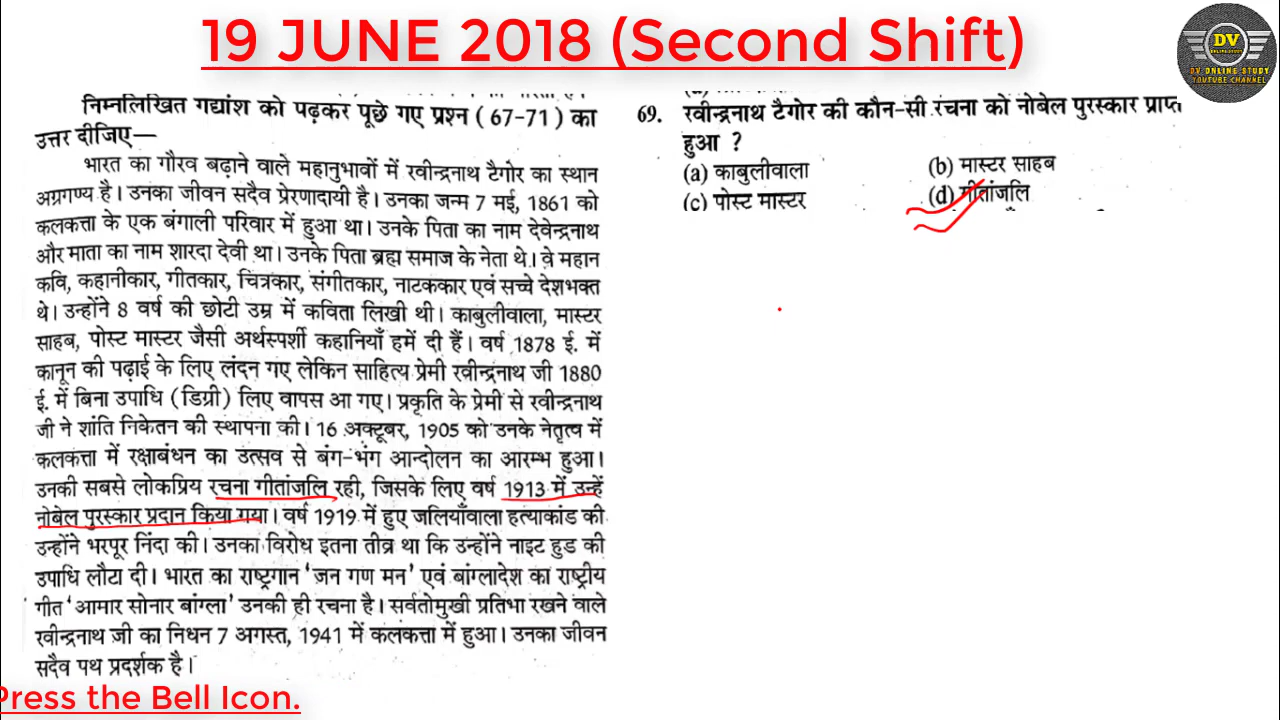 19 JUNE 2018 (Second Shift)
DV
ONLINE STUDY
DV ONLINE STUDY
YOUTUBE CHANNEL
निम्नलिखित गद्यांश को पढ़कर पूछे गए प्रश्न ( 67-71 ) का
उत्तर दीजिए—
भारत का गौरव बढ़ाने वाले महानुभावों में रवीन्द्रनाथ टैगोर का स्थान
अग्रगण्य है। उनका जीवन सदैव प्रेरणादायी है। उनका जन्म 7 मई, 1861 को
कलकत्ता के एक बंगाली परिवार में हुआ था। उनके पिता का नाम देवेन्द्रनाथ
और माता का नाम शारदा देवी था। उनके पिता ब्रह्म समाज के नेता थे। वे महान
कवि, कहानीकार, गीतकार, चित्रकार, संगीतकार, नाटककार एवं सच्चे देशभक्त
थे। उन्होंने 8 वर्ष की छोटी उम्र में कविता लिखी थी। काबुलीवाला, मास्टर
साहब, पोस्ट मास्टर जैसी अर्थस्पर्शी कहानियाँ हमें दी हैं। वर्ष 1878 ई. में
कानून की पढ़ाई के लिए लंदन गए लेकिन साहित्य प्रेमी रवीन्द्रनाथ जी 1880
ई. में बिना उपाधि (डिग्री) लिए वापस आ गए। प्रकृति के प्रेमी से रवीन्द्रनाथ
जी ने शांति निकेतन की स्थापना की। 16 अक्टूबर, 1905 को उनके नेतृत्व में
कलकत्ता में रक्षाबंधन का उत्सव से बंग-भंग आन्दोलन का आरम्भ हुआ।
उनकी सबसे लोकप्रिय रचना गीतांजलि रही, जिसके लिए वर्ष 1913 में उन्हें
नोबेल पुरस्कार प्रदान किया गया। वर्ष 1919 में हुए जलियाँवाला हत्याकांड की
उन्होंने भरपूर निंदा की। उनका विरोध इतना तीव्र था कि उन्होंने नाइट हुड की
उपाधि लौटा दी। भारत का राष्ट्रगान 'जन गण मन' एवं बांग्लादेश का राष्ट्रीय
गीत 'आमार सोनार बांग्ला' उनकी ही रचना है। सर्वतोमुखी प्रतिभा रखने वाले
रवीन्द्रनाथ जी का निधन 7 अगस्त, 1941 में कलकत्ता में हुआ। उनका जीवन
सदैव पथ प्रदर्शक है।
69. रवीन्द्रनाथ टैगोर की कौन-सी रचना को नोबेल पुरस्कार प्राप्त
हुआ ?
(a) काबुलीवाला (b) मास्टर साहब
(c) पोस्ट मास्टर (d) गीतांजलि
Press the Bell Icon.